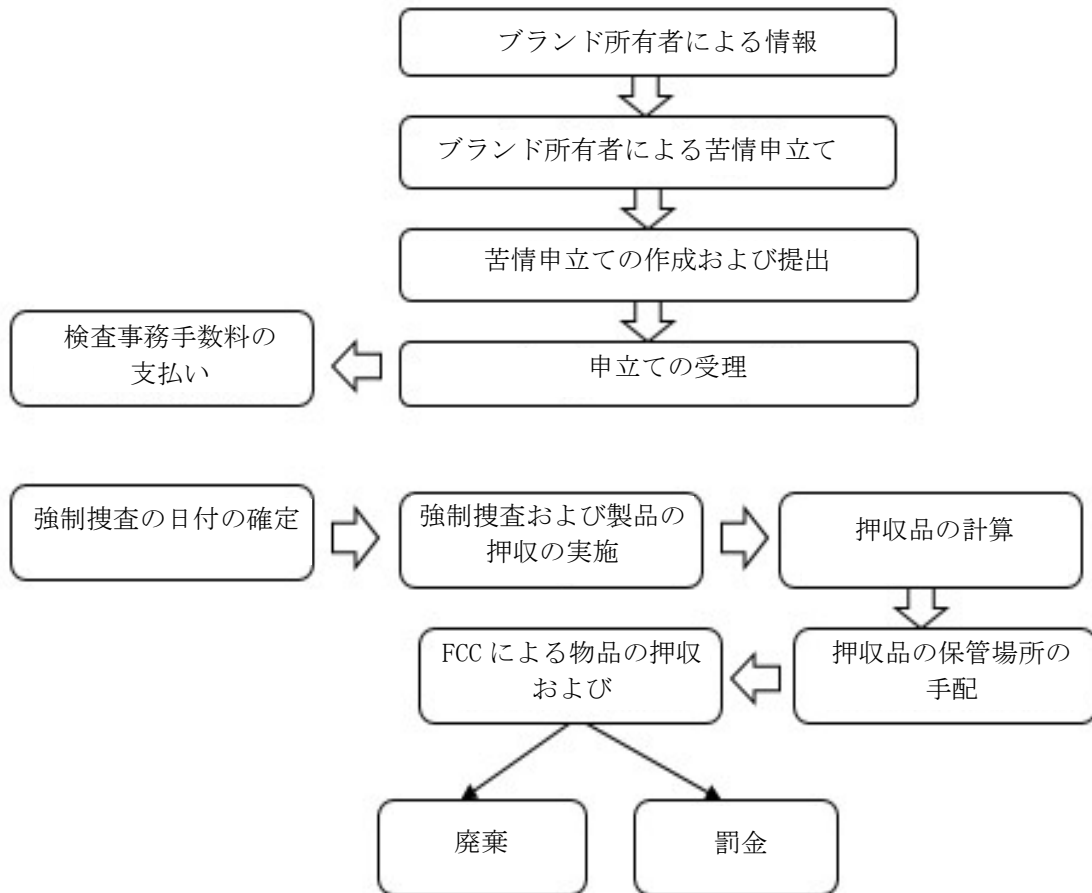 ブランド所有者による情報
ブランド所有者による苦情申立て
苦情申立ての作成および提出
申立ての受理
検査事務手数料の
支払い
強制捜査の日付の確定
強制捜査および製品の
押収の実施
押収品の計算
押収品の保管場所の
手配
FCC による物品の押収
および
廃棄
罰金